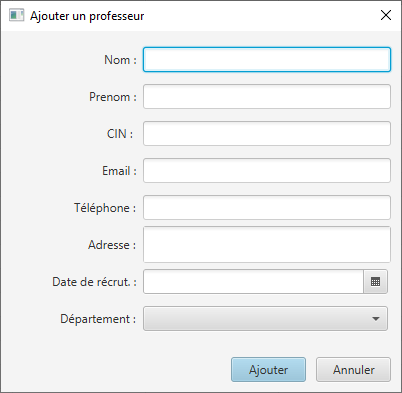 Ajouter un professeur
Nom :
Prenom :
CIN :
Email :
Téléphone :
Adresse :
Date de récrut. :
Département :
Ajouter Annuler